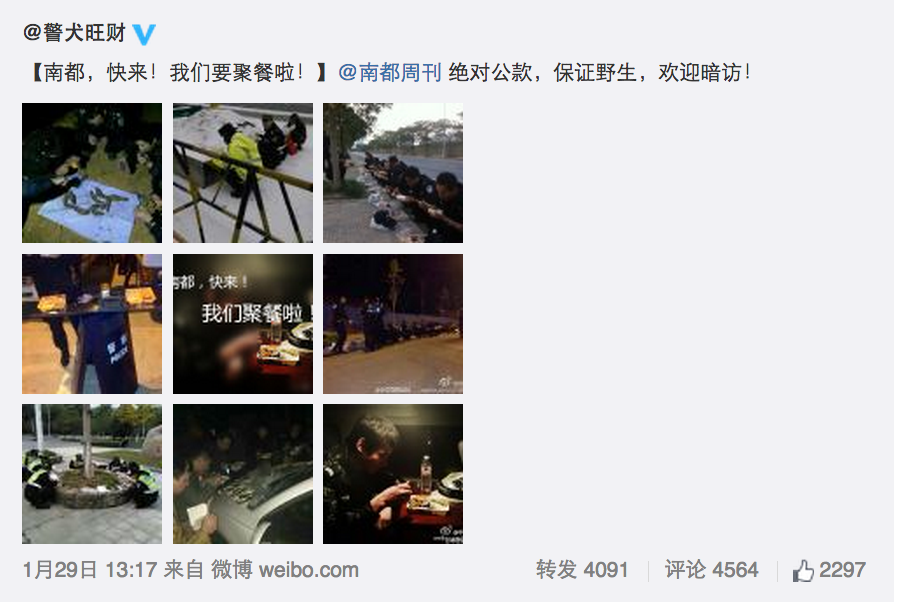 @警犬旺财
【南都，快来！我们要聚餐啦！】@南都周刊 绝对公款，保证野生，欢迎暗访！
POLICE
南都，快来！
我们聚餐啦！
1月29日 13:17 来自 微博 weibo.com
转发 4091 评论 4564 2297